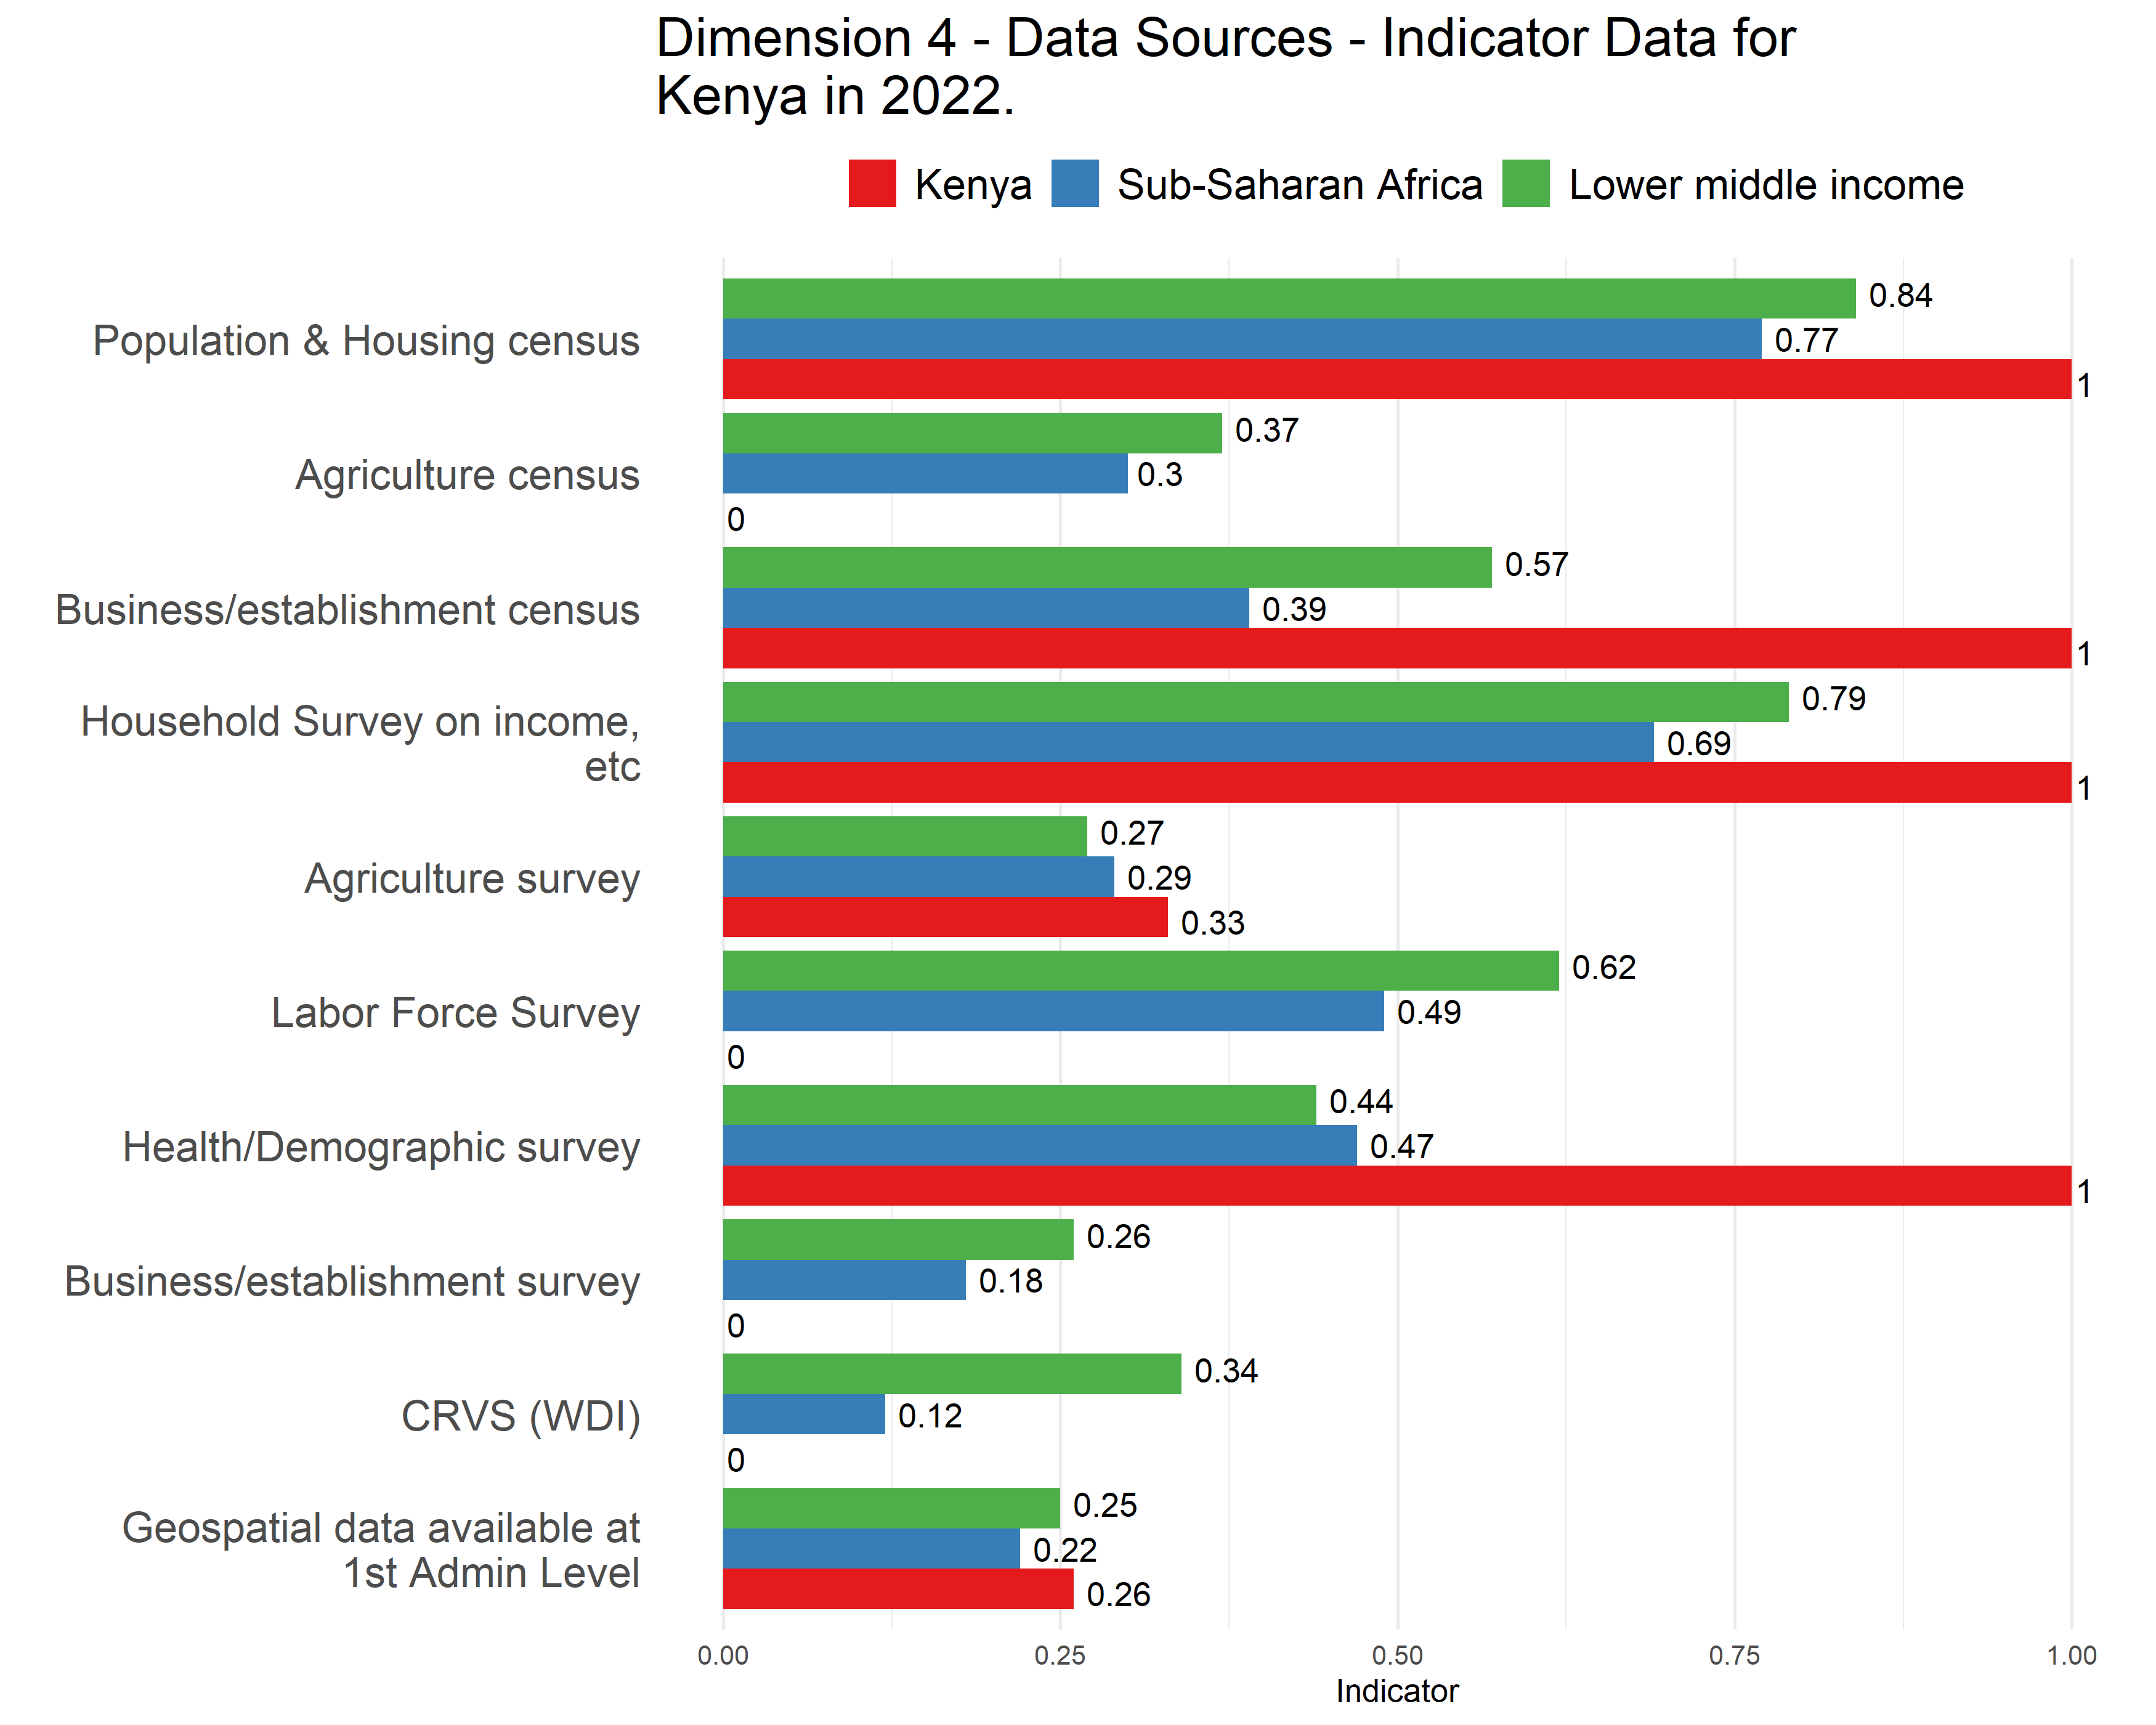 Dimension 4 - Data Sources - Indicator Data for
Kenya in 2022.
Kenya
Sub-Saharan Africa
Lower middle income
Population & Housing census
0.84
0.77
1
Agriculture census
0.37
0.3
0
Business/establishment census
0.57
0.39
1
Household Survey on income,
etc
0.79
0.69
1
Agriculture survey
0.27
0.29
0.33
Labor Force Survey
0.62
0.49
0
Health/Demographic survey
0.44
0.47
1
Business/establishment survey
0.26
0.18
0
CRVS (WDI)
0.34
0.12
0
Geospatial data available at
1st Admin Level
0.25
0.22
0.26
0.00
0.25
0.50
0.75
1.00
Indicator